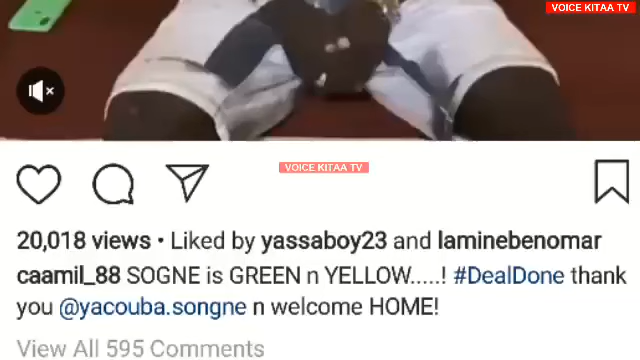 VOICE KITAA TV
VOICE KITAA TV
20,018 views • Liked by yassaboy23 and laminebenomar
caamil_88 SOGNE is GREEN n YELLOW.....! #DealDone thank
you @yacouba.songne n welcome HOME!
View All 595 Comments